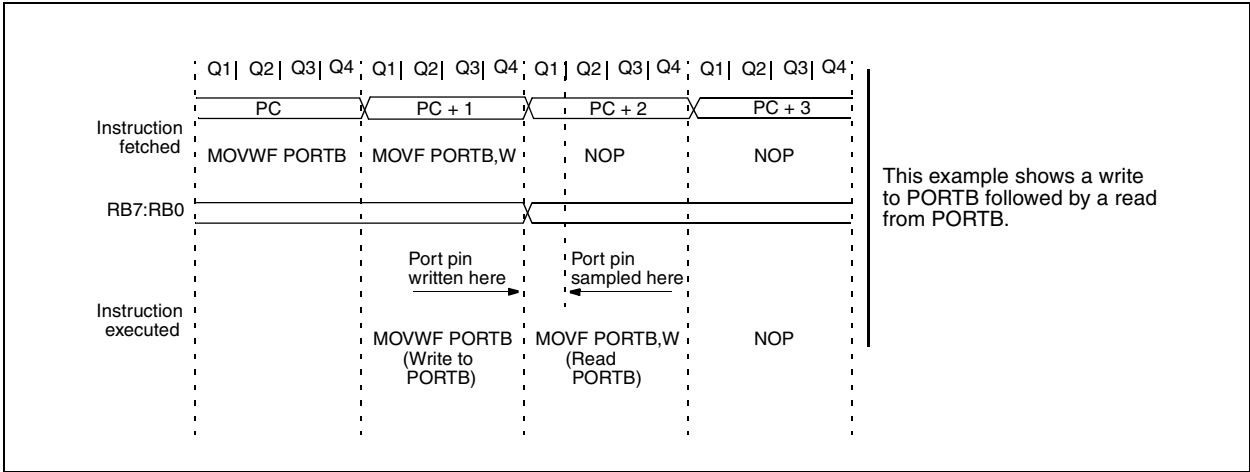 Q1| Q2| Q3| Q4 Q1| Q2| Q3| Q4 Q1| Q2| Q3| Q4 Q1| Q2| Q3| Q4
PC PC + 1 PC + 2 PC + 3
Instruction
fetched
MOVWF PORTB MOVF PORTB,W NOP NOP
This example shows a write
to PORTB followed by a read
from PORTB.
RB7:RB0
Port pin
written here
Port pin
sampled here
Instruction
executed
MOVWF PORTB
(Write to
PORTB)
MOVF PORTB,W
(Read
PORTB)
NOP